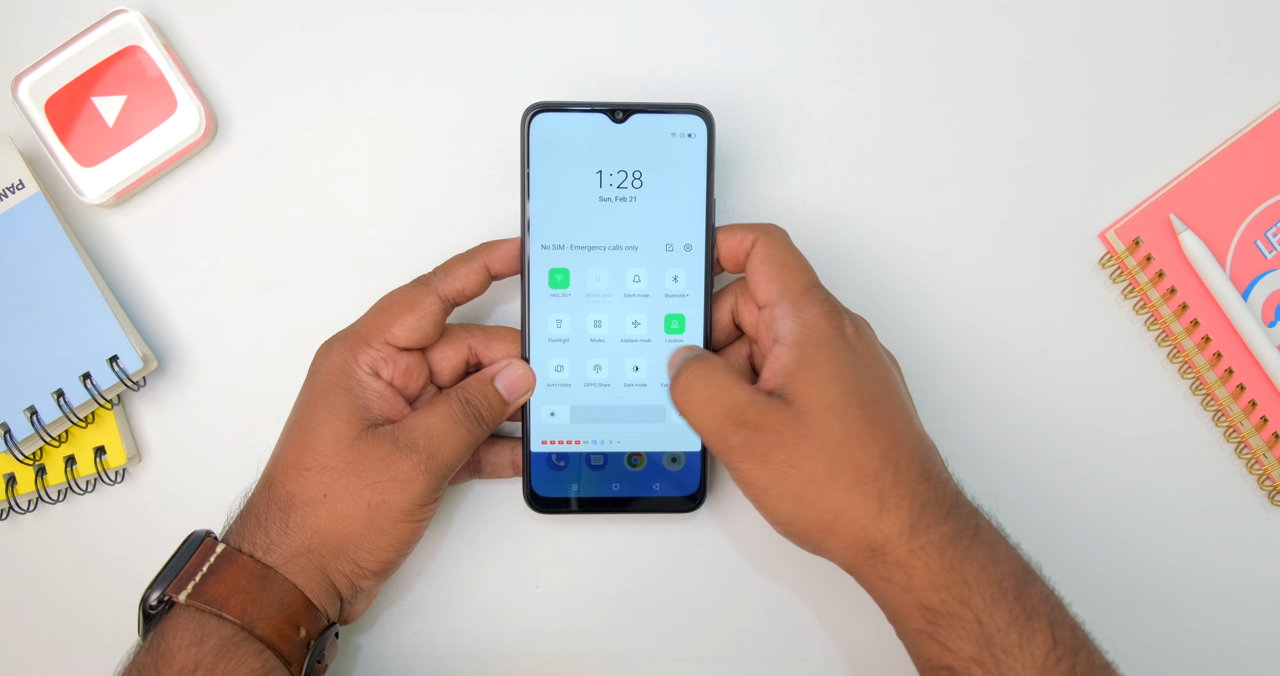 PAN
1:28
Sun, Feb 21
No SIM - Emergency calls only
Silent mode
Bluetooth
Flashlight
Modes
Airplane mode
Location
Auto rotate
OPPO Share
Dark mode